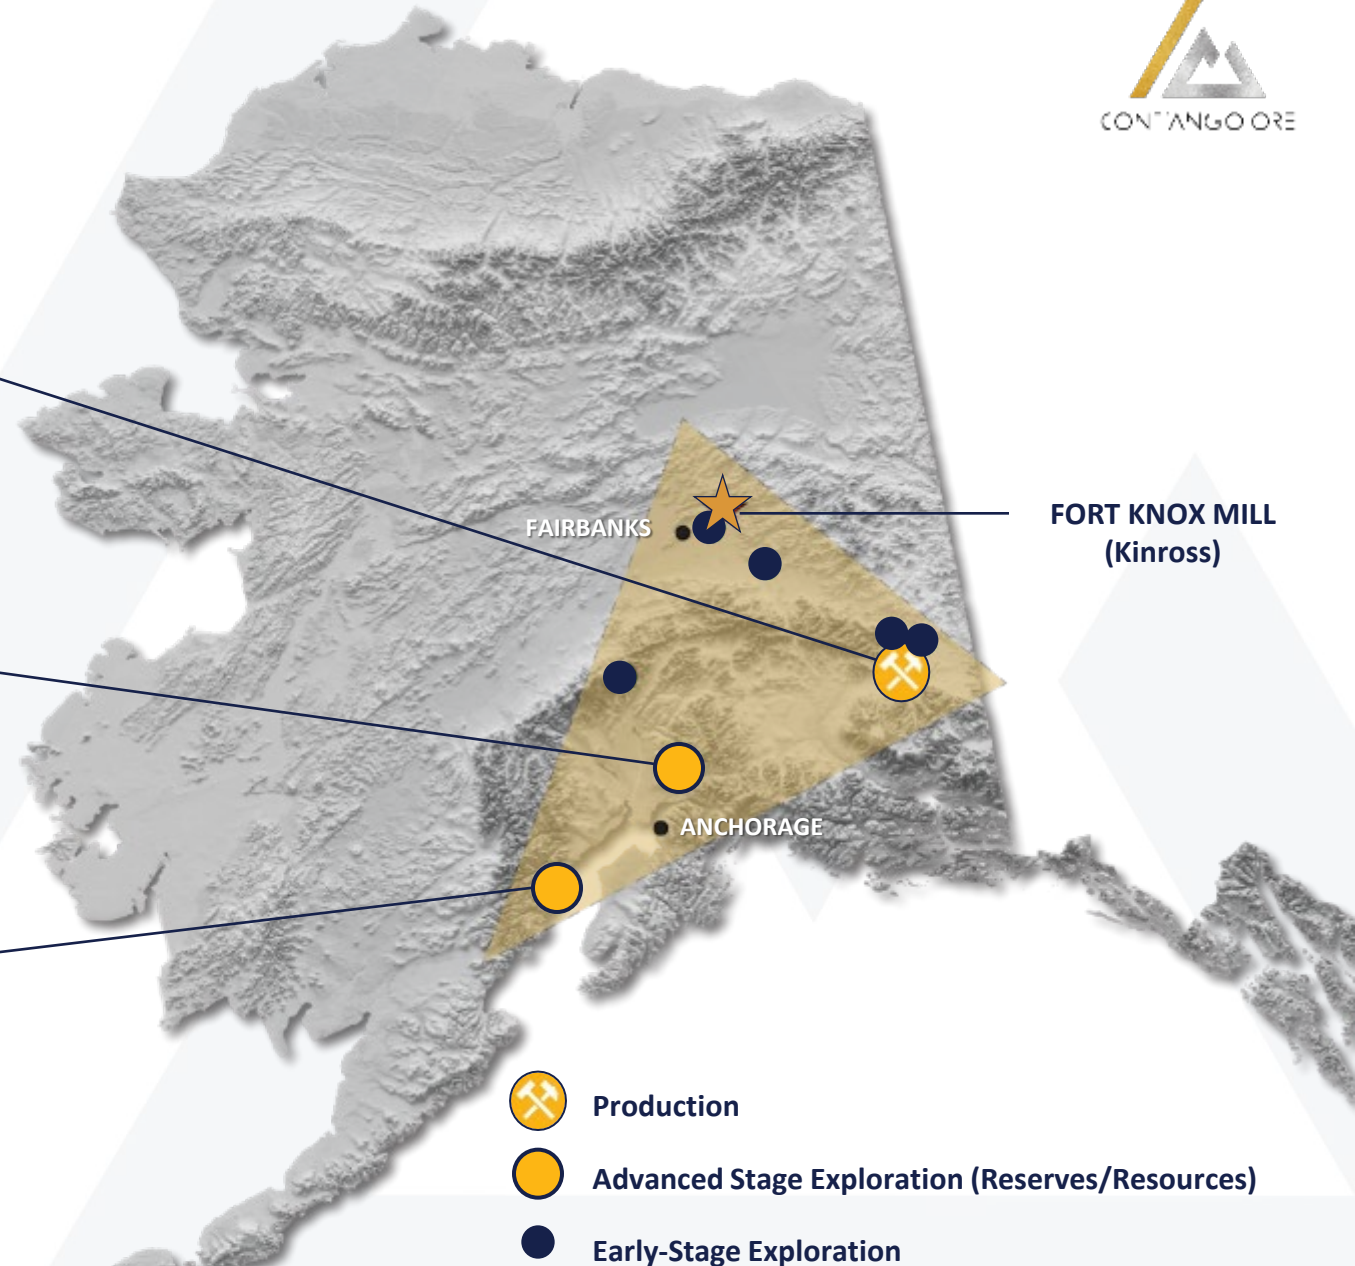 CONTANGO ORE
FORT KNOX MILL
(Kinross)
FAIRBANKS
ANCHORAGE
Production
Advanced Stage Exploration (Reserves/Resources)
Early-Stage Exploration